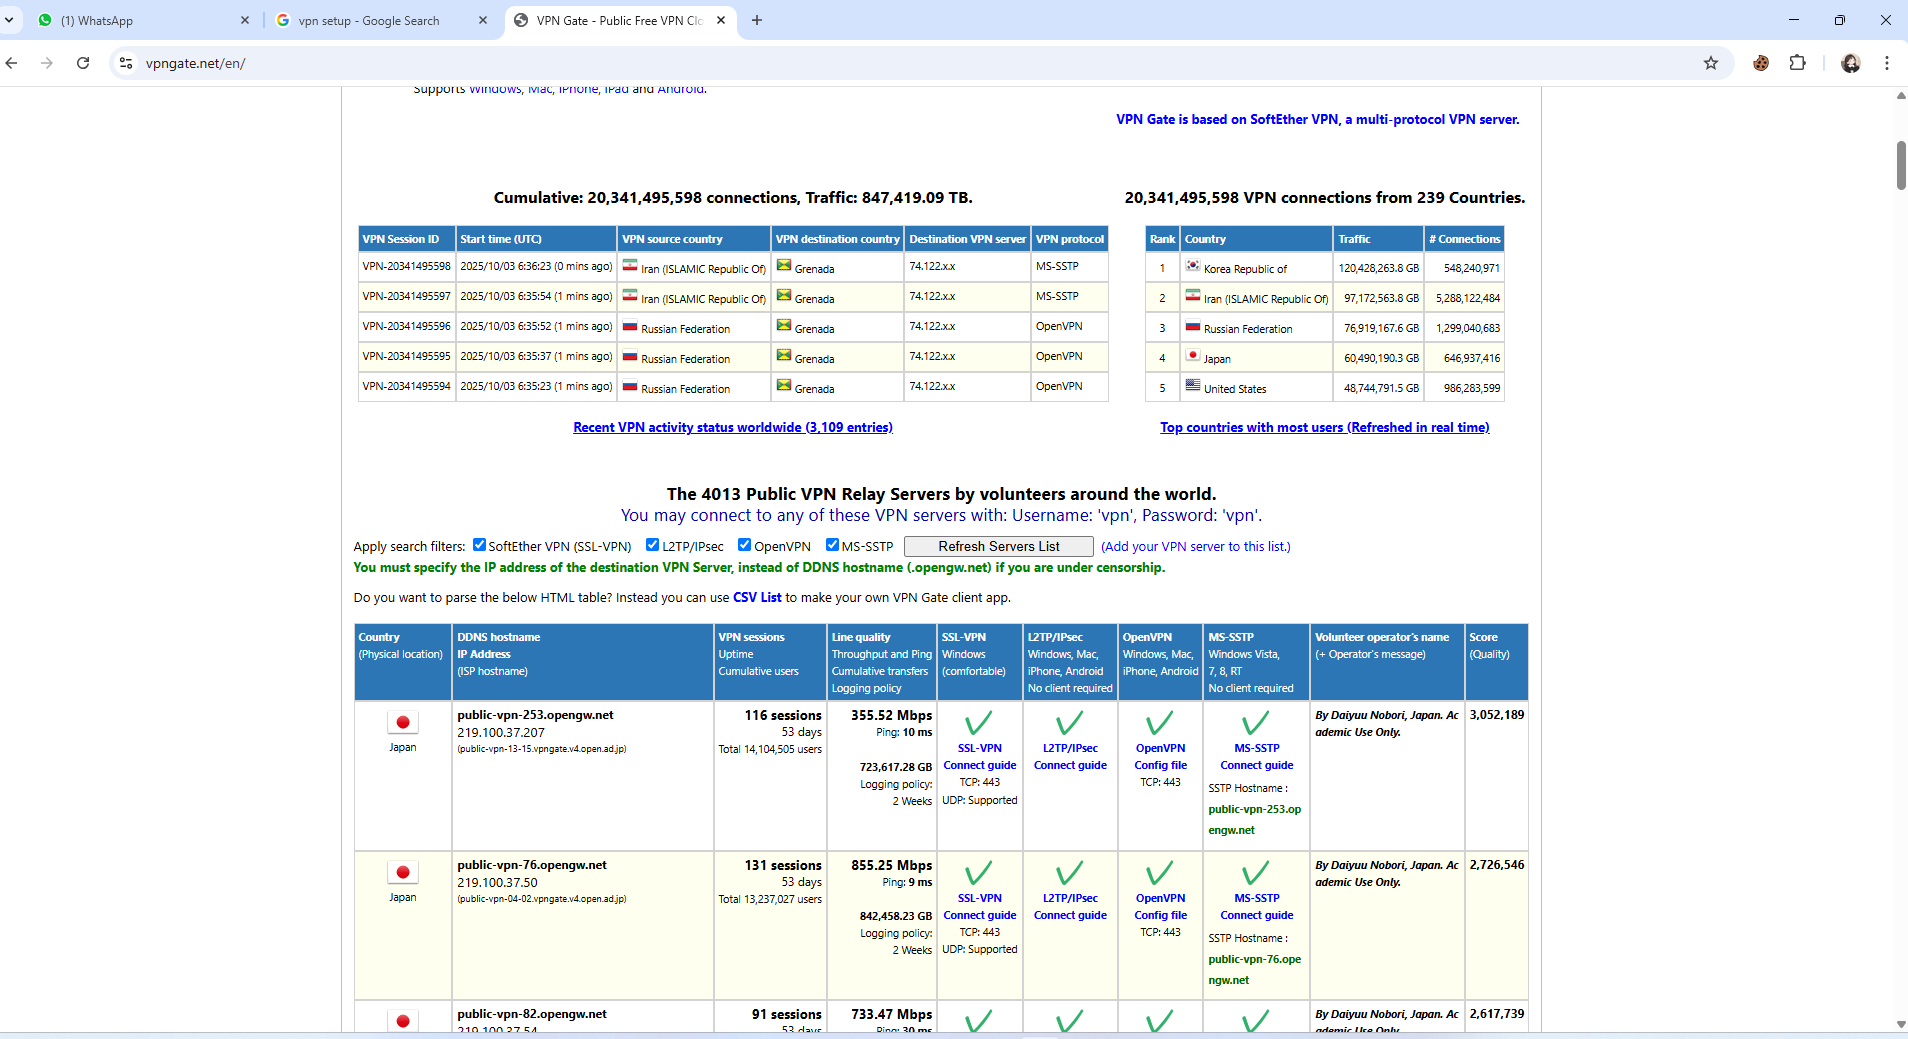 (1) WhatsApp
vpn setup - Google Search
VPN Gate - Public Free VPN Clo
vpngate.net/en/
Supports Windows, Mac, iPhone, iPad and Android.
VPN Gate is based on SoftEther VPN, a multi-protocol VPN server.
Cumulative: 20,341,495,598 connections, Traffic: 847,419.09 TB.
VPN Session ID Start time (UTC) VPN source country VPN destination country Destination VPN server VPN protocol
VPN-20341495598 2025/10/03 6:36:23 (0 mins ago) Iran (ISLAMIC Republic Of) Grenada 74.122.x.x MS-SSTP
VPN-20341495597 2025/10/03 6:35:54 (1 mins ago) Iran (ISLAMIC Republic Of) Grenada 74.122.x.x MS-SSTP
VPN-20341495596 2025/10/03 6:35:52 (1 mins ago) Russian Federation Grenada 74.122.x.x OpenVPN
VPN-20341495595 2025/10/03 6:35:37 (1 mins ago) Russian Federation Grenada 74.122.x.x OpenVPN
VPN-20341495594 2025/10/03 6:35:23 (1 mins ago) Russian Federation Grenada 74.122.x.x OpenVPN
Recent VPN activity status worldwide (3,109 entries)
20,341,495,598 VPN connections from 239 Countries.
Rank Country Traffic # Connections
1 Korea Republic of 120,428,263.8 GB 548,240,971
2 Iran (ISLAMIC Republic Of) 97,172,563.8 GB 5,288,122,484
3 Russian Federation 76,919,167.6 GB 1,299,040,683
4 Japan 60,490,190.3 GB 646,937,416
5 United States 48,744,791.5 GB 986,283,599
Top countries with most users (Refreshed in real time)
The 4013 Public VPN Relay Servers by volunteers around the world.
You may connect to any of these VPN servers with: Username: 'vpn', Password: 'vpn'.
Apply search filters: SoftEther VPN (SSL-VPN) L2TP/IPsec OpenVPN MS-SSTP Refresh Servers List (Add your VPN server to this list.)
You must specify the IP address of the destination VPN Server, instead of DDNS hostname (.opengw.net) if you are under censorship.
Do you want to parse the below HTML table? Instead you can use CSV List to make your own VPN Gate client app.
Country
(Physical location)
DDNS hostname
IP Address
(ISP hostname)
VPN sessions
Uptime
Cumulative users
Line quality
Throughput and Ping
Cumulative transfers
Logging policy
SSL-VPN
Windows
(comfortable)
L2TP/IPsec
Windows, Mac,
iPhone, Android
No client required
OpenVPN
Windows, Mac,
iPhone, Android
MS-SSTP
Windows Vista,
7, 8, RT
No client required
Volunteer operator's name
(+ Operator's message)
Score
(Quality)
Japan
public-vpn-253.opengw.net
219.100.37.207
(public-vpn-13-15.vpngate.v4.open.ad.jp)
116 sessions
53 days
Total 14,104,505 users
355.52 Mbps
Ping: 10 ms
723,617.28 GB
Logging policy:
2 Weeks
SSL-VPN
Connect guide
TCP: 443
UDP: Supported
L2TP/IPsec
Connect guide
OpenVPN
Config file
TCP: 443
MS-SSTP
Connect guide
SSTP Hostname :
public-vpn-253.op
engw.net
By Daiyuu Nobori, Japan. Ac
ademic Use Only.
3,052,189
Japan
public-vpn-76.opengw.net
219.100.37.50
(public-vpn-04-02.vpngate.v4.open.ad.jp)
131 sessions
53 days
Total 13,237,027 users
855.25 Mbps
Ping: 9 ms
842,458.23 GB
Logging policy:
2 Weeks
SSL-VPN
Connect guide
TCP: 443
UDP: Supported
L2TP/IPsec
Connect guide
OpenVPN
Config file
TCP: 443
MS-SSTP
Connect guide
SSTP Hostname :
public-vpn-76.ope
ngw.net
By Daiyuu Nobori, Japan. Ac
ademic Use Only.
2,726,546
public-vpn-82.opengw.net
219.100.37.54
91 sessions
53 days
733.47 Mbps
Ping: 30 ms
By Daiyuu Nobori, Japan. Ac
ademic Use Only.
2,617,739